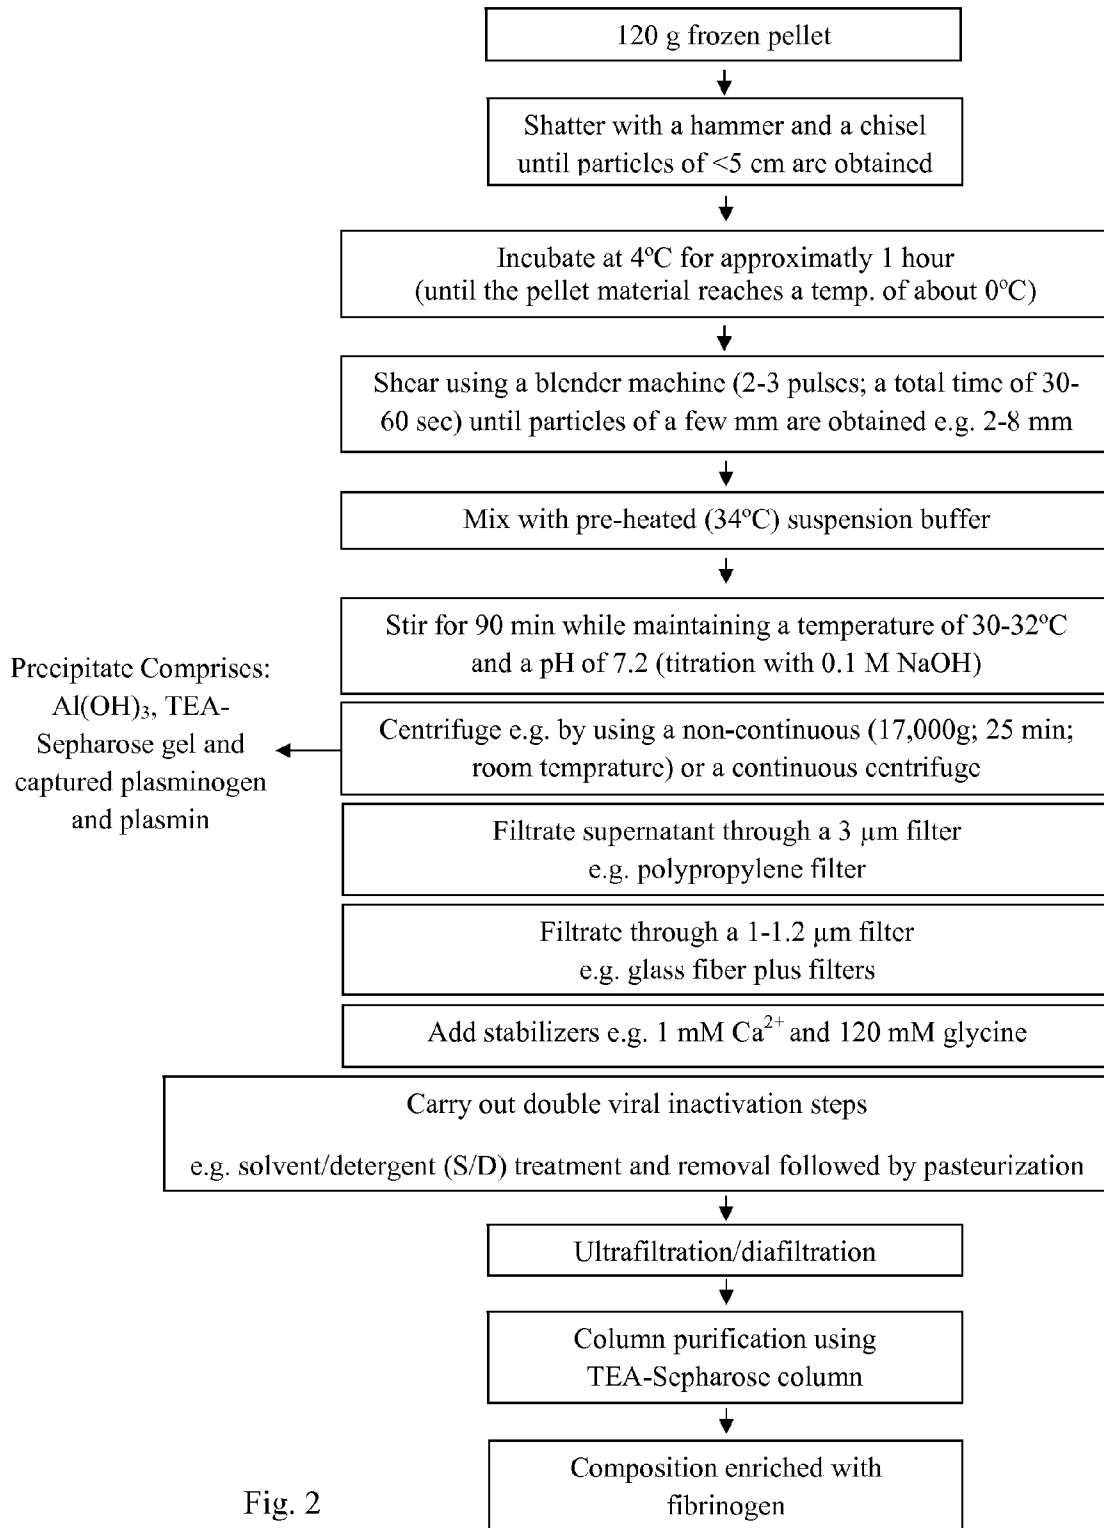 120 g frozen pellet
Shatter with a hammer and a chisel
until particles of <5 cm are obtained
Incubate at 4ºC for approximatly 1 hour
(until the pellet material reaches a temp. of about 0ºC)
Shear using a blender machine (2-3 pulses; a total time of 30-
60 sec) until particles of a few mm are obtained e.g. 2-8 mm
Mix with pre-heated (34ºC) suspension buffer
Stir for 90 min while maintaining a temperature of 30-32ºC
and a pH of 7.2 (titration with 0.1 M NaOH)
Precipitate Comprises:
Al(OH)₃, TEA-
Sepharose gel and
captured plasminogen
and plasmin
Centrifuge e.g. by using a non-continuous (17,000g; 25 min;
room temprature) or a continuous centrifuge
Filtrate supernatant through a 3 µm filter
e.g. polypropylene filter
Filtrate through a 1-1.2 µm filter
e.g. glass fiber plus filters
Add stabilizers e.g. 1 mM Ca²⁺ and 120 mM glycine
Carry out double viral inactivation steps
e.g. solvent/detergent (S/D) treatment and removal followed by pasteurization
Ultrafiltration/diafiltration
Column purification using
TEA-Sepharose column
Composition enriched with
fibrinogen
Fig. 2